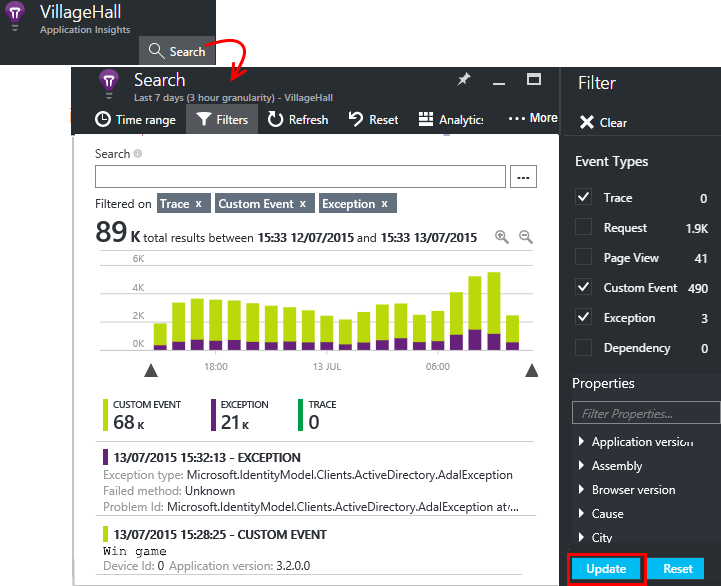 VillageHall
Application Insights
Search
Search
Last 7 days (3 hour granularity) - VillageHall
Time range
Filters
Refresh
Reset
Analytics
··· More
Search
...
Filtered on
Trace x
Custom Event x
Exception x
89 K total results between 15:33 12/07/2015 and 15:33 13/07/2015
6K
4K
2K
0K
18:00
13 JUL
06:00
CUSTOM EVENT
68 K
EXCEPTION
21 K
TRACE
0
13/07/2015 15:32:13 - EXCEPTION
Exception type: Microsoft.IdentityModel.Clients.ActiveDirectory.AdalException
Failed method: Unknown
Problem Id: Microsoft.IdentityModel.Clients.ActiveDirectory.AdalException at‹...
13/07/2015 15:28:25 - CUSTOM EVENT
Win game
Device Id: 0 Application version: 3.2.0.0
Filter
Clear
Event Types
Trace 0
Request 1.9K
Page View 41
Custom Event 490
Exception 3
Dependency 0
Properties
Filter Properties...
Application version
Assembly
Browser version
Cause
City
Update
Reset